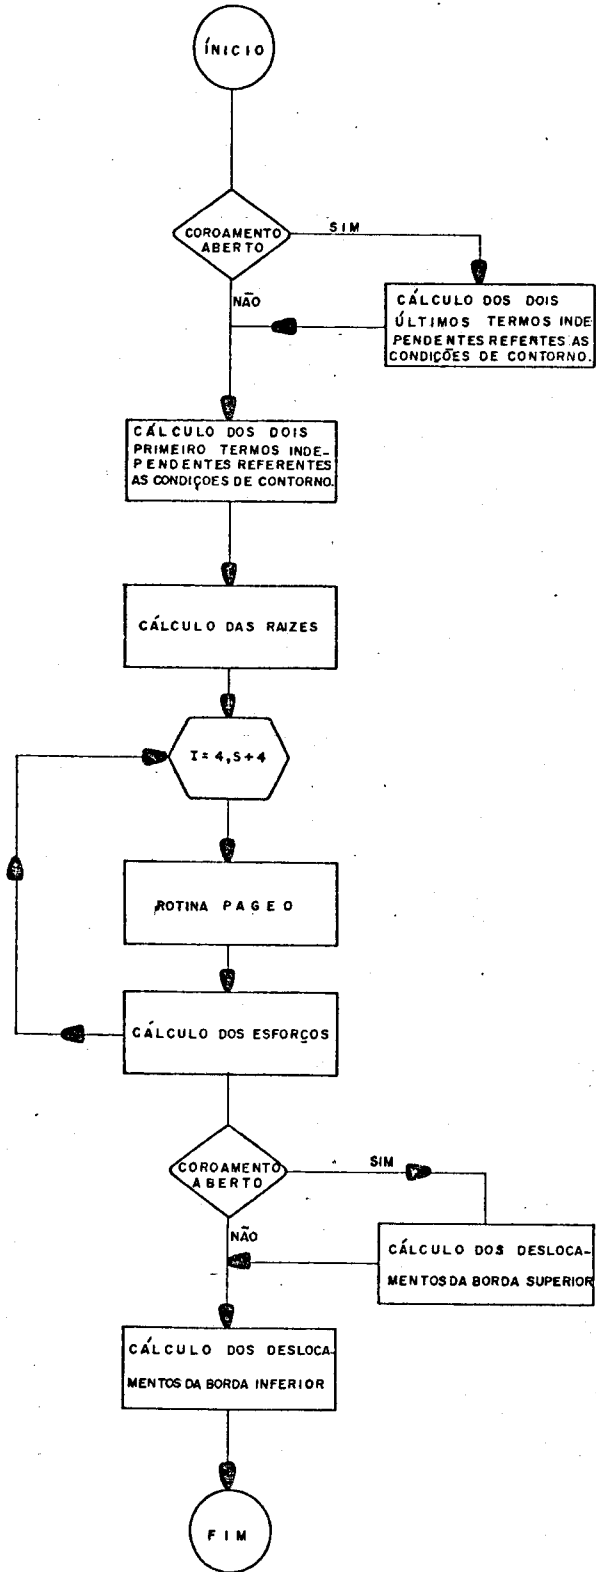 ÍNICIO
COROAMENTO
ABERTO
SIM
NÃO
CÁLCULO DOS DOIS
ÚLTIMOS TERMOS INDE
PENDENTES REFENTES AS
CONDIÇÕES DE CONTORNO.
CÁLCULO DOS DOIS
PRIMEIRO TERMOS INDE-
PENDENTES REFERENTES
AS CONDIÇOES DE CONTORNO.
CÁLCULO DAS RAIZES
I = 4, S + 4
ROTINA PAGEO
CÁLCULO DOS ESFORÇOS
COROAMENTO
ABERTO
SIM
NÃO
CÁLCULO DOS DESLOCA-
MENTOS DA BORDA SUPERIOR
CÁLCULO DOS DESLOCA-
MENTOS DA BORDA INFERIOR
FIM